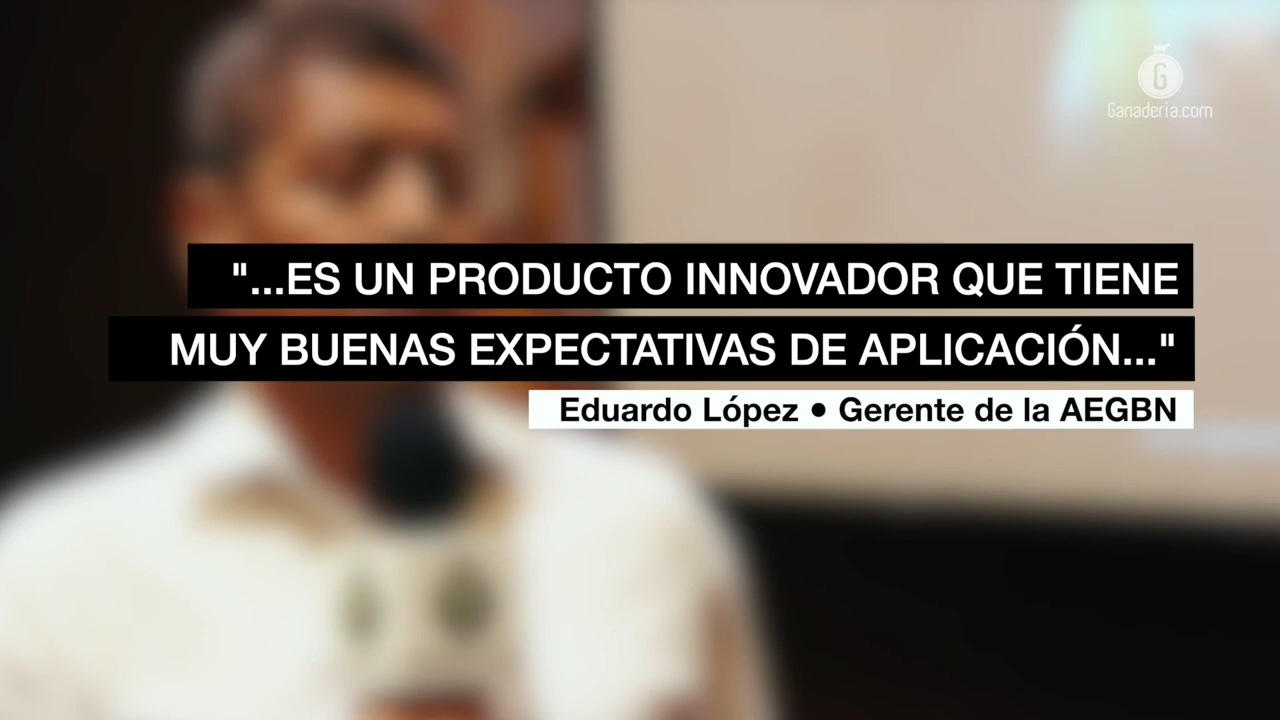 G
Ganadería.com
"...ES UN PRODUCTO INNOVADOR QUE TIENE
MUY BUENAS EXPECTATIVAS DE APLICACIÓN..."
Eduardo López • Gerente de la AEGBN